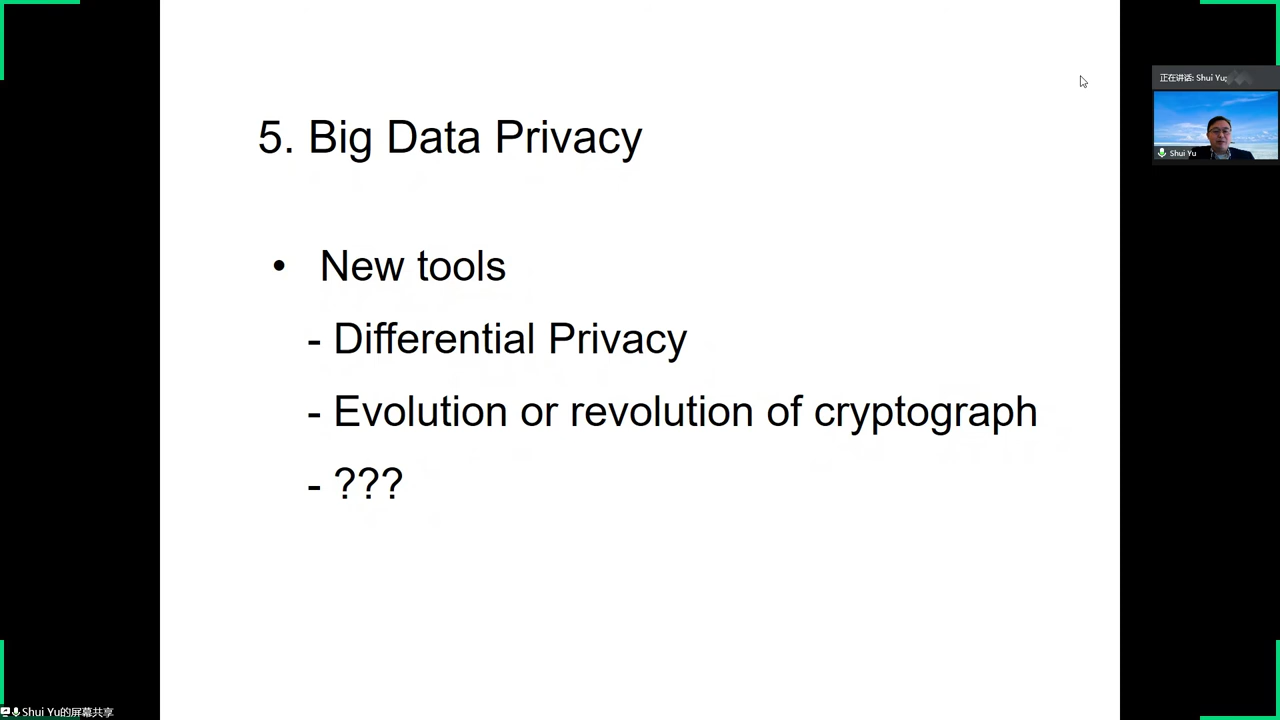 5. Big Data Privacy
• New tools
- Differential Privacy
- Evolution or revolution of cryptograph
- ???
正在讲话: Shui Yu;
Shui Yu
Shui Yu的屏幕共享